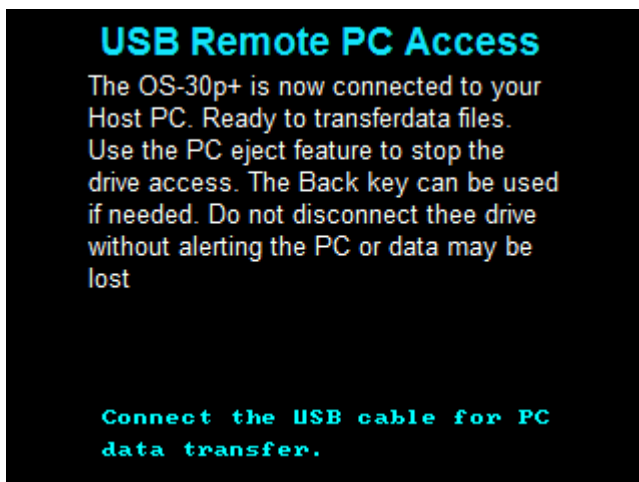 USB Remote PC Access
The OS-30p+ is now connected to your
Host PC. Ready to transferdata files.
Use the PC eject feature to stop the
drive access. The Back key can be used
if needed. Do not disconnect thee drive
without alerting the PC or data may be
lost
Connect the USB cable for PC
data transfer.